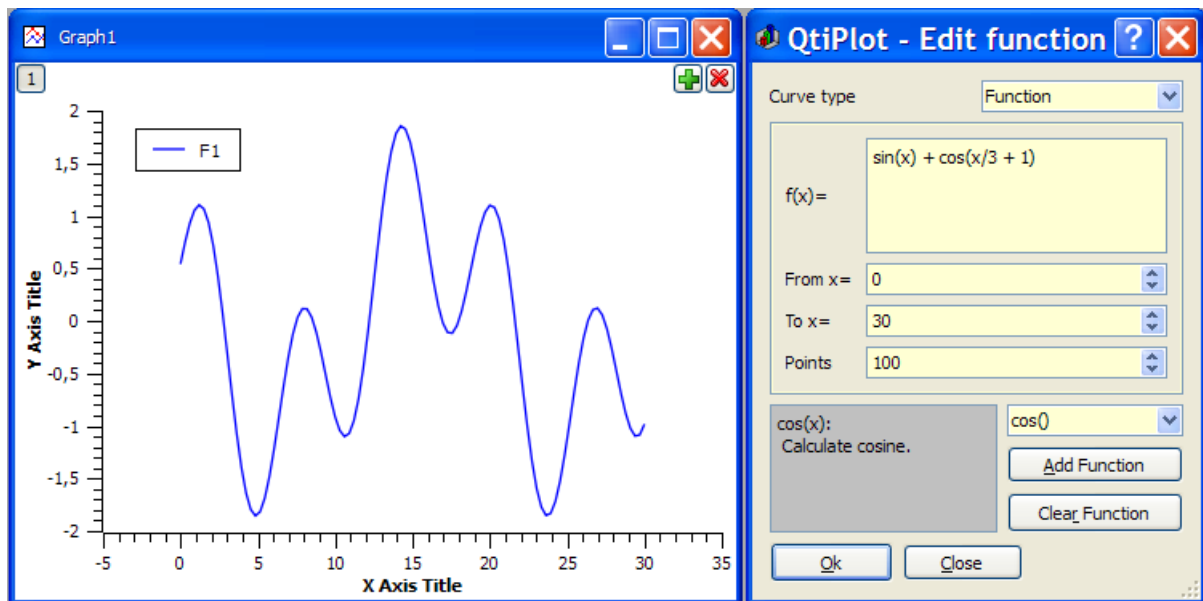 Graph1
1
F1
2
1,5
1
0,5
0
-0,5
-1
-1,5
-2
Y Axis Title
-5 0 5 10 15 20 25 30 35
X Axis Title
QtiPlot - Edit function
Curve type Function
f(x)= sin(x) + cos(x/3 + 1)
From x= 0
To x= 30
Points 100
cos(x):
Calculate cosine.
cos()
Add Function
Clear Function
Ok Close